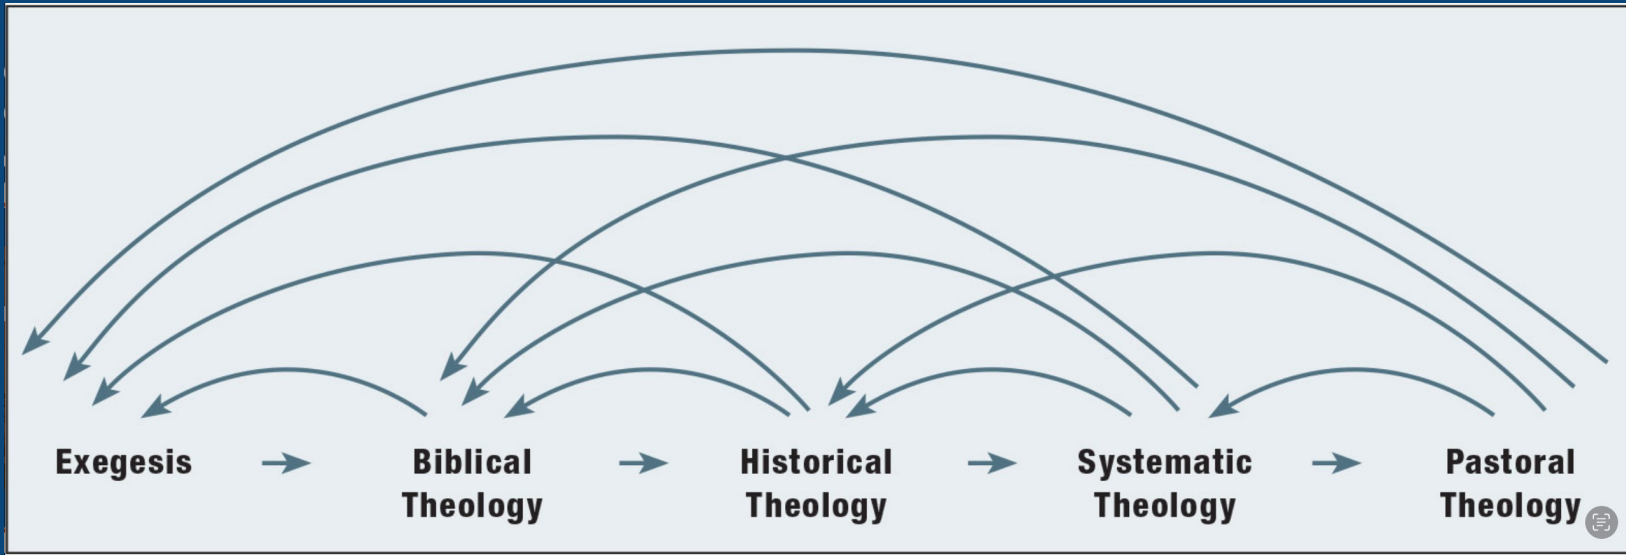 Exegesis
Biblical
Theology
Historical
Theology
Systematic
Theology
Pastoral
Theology